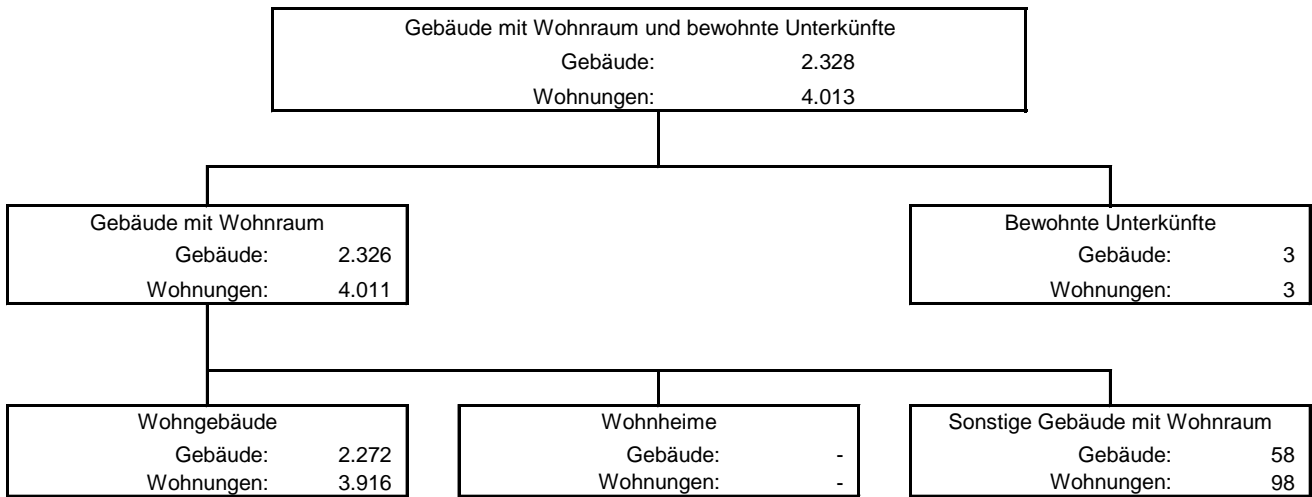 Gebäude mit Wohnraum und bewohnte Unterkünfte
Gebäude: 2.328
Wohnungen: 4.013
Gebäude mit Wohnraum
Gebäude: 2.326
Wohnungen: 4.011
Bewohnte Unterkünfte
Gebäude: 3
Wohnungen: 3
Wohngebäude
Gebäude: 2.272
Wohnungen: 3.916
Wohnheime
Gebäude: -
Wohnungen: -
Sonstige Gebäude mit Wohnraum
Gebäude: 58
Wohnungen: 98